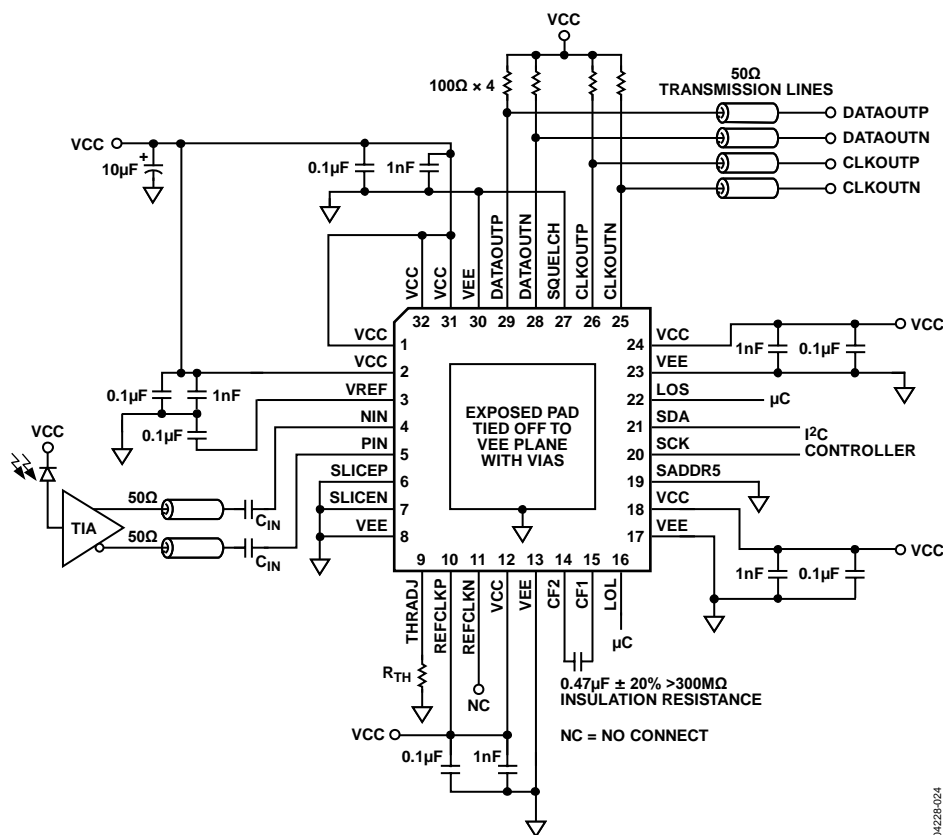 VCC
100Ω × 4
50Ω
TRANSMISSION LINES
DATAOUTP
DATAOUTN
CLKOUTP
CLKOUTN
VCC
10µF
+
0.1µF
1nF
VCC
VCC
VEE
DATAOUTP
DATAOUTN
SQUELCH
CLKOUTP
CLKOUTN
32
31
30
29
28
27
26
25
VCC
1
VCC
2
VREF
3
NIN
4
PIN
5
SLICEP
6
SLICEN
7
VEE
8
0.1µF
1nF
0.1µF
VCC
TIA
50Ω
CIN
50Ω
CIN
EXPOSED PAD
TIED OFF TO
VEE PLANE
WITH VIAS
24
VCC
23
VEE
22
LOS
21
SDA
20
SCK
19
SADDR5
18
VCC
17
VEE
1nF
0.1µF
VCC
µC
I2C
CONTROLLER
VCC
1nF
0.1µF
9
10
11
12
13
14
15
16
THRADJ
REFCLKP
REFCLKN
VCC
VEE
CF2
CF1
LOL
µC
RTH
NC
0.47µF ± 20% >300MΩ
INSULATION RESISTANCE
VCC
0.1µF
1nF
NC = NO CONNECT
04228-024